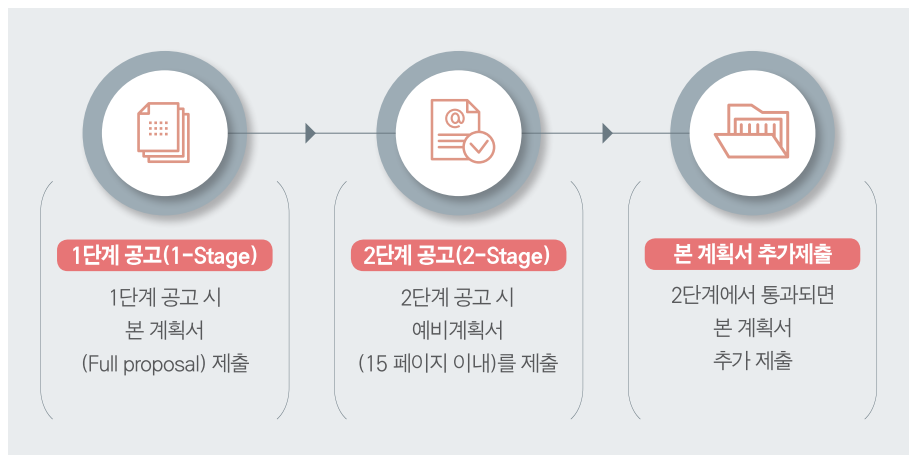 @
1단계 공고(1-Stage)
1단계 공고 시
본 계획서
(Full proposal) 제출
2단계 공고(2-Stage)
2단계 공고 시
예비계획서
(15 페이지 이내)를 제출
본 계획서 추가제출
2단계에서 통과되면
본 계획서
추가 제출